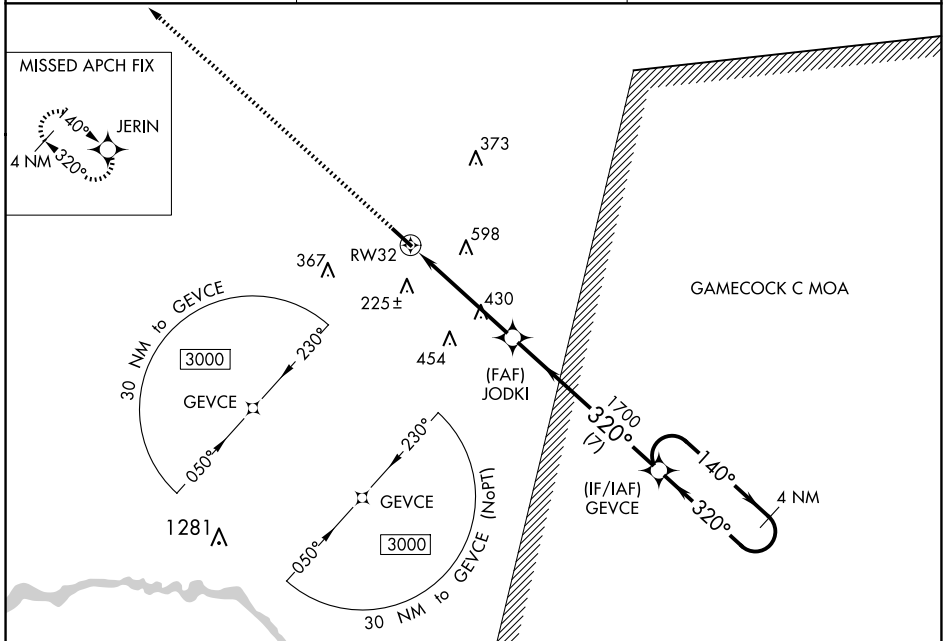 MISSED APCH FIX
140°
JERIN
4 NM
320°
373
598
RW32
367
225±
430
454
GAMECOCK C MOA
(FAF)
JODKI
30 NM to GEVCE
3000
230°
GEVCE
050°
1700
320°
(7)
140°
(IF/IAF)
GEVCE
4 NM
320°
230°
GEVCE
3000
050°
30 NM to GEVCE (NoPT)
1281